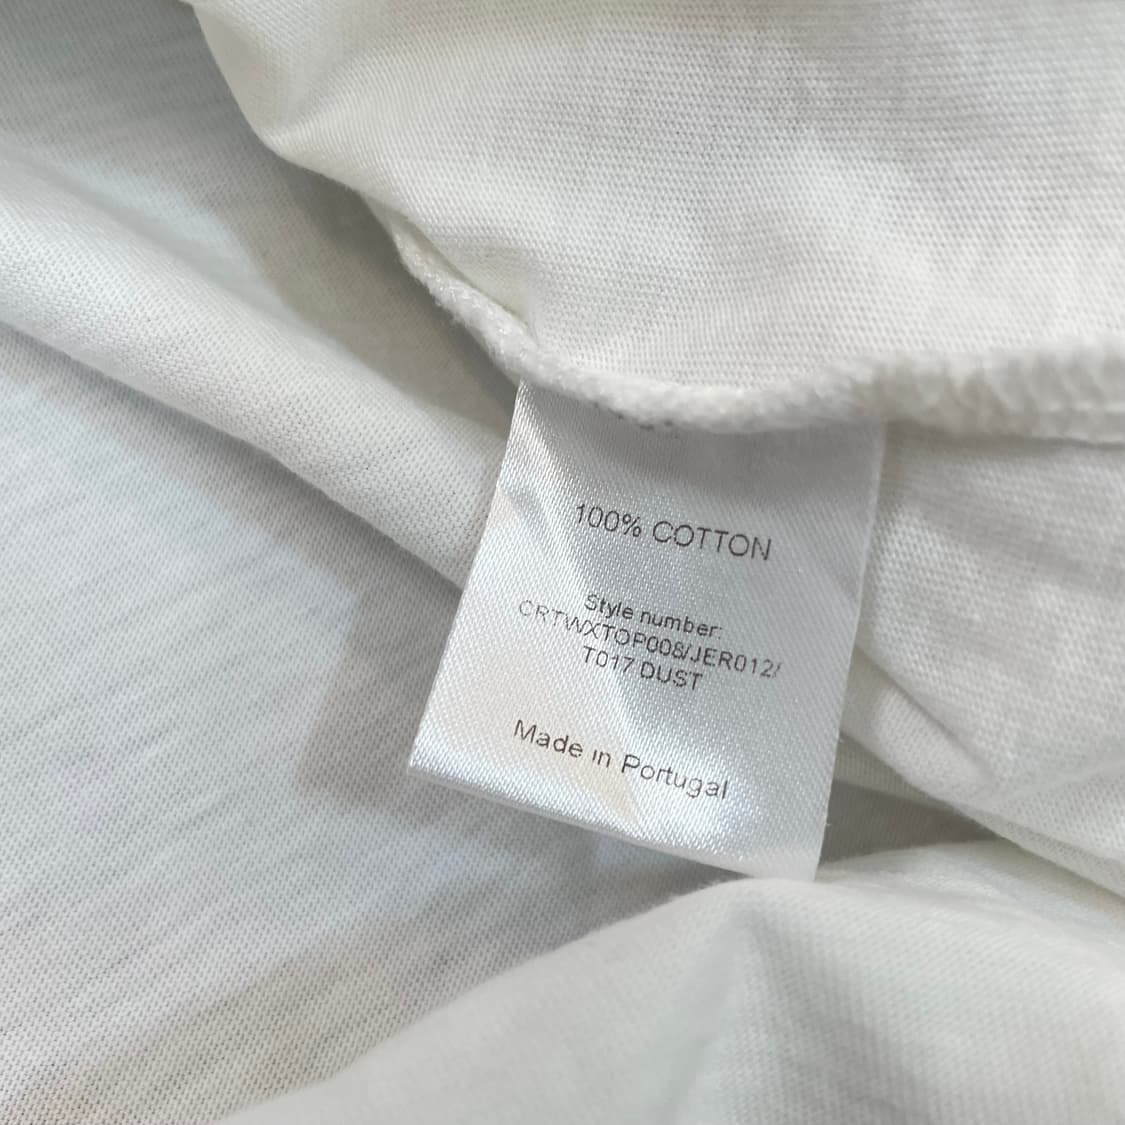 100% COTTON
Style number:
CRTWXTOP008/JER012/
T017 DUST
Made in Portugal